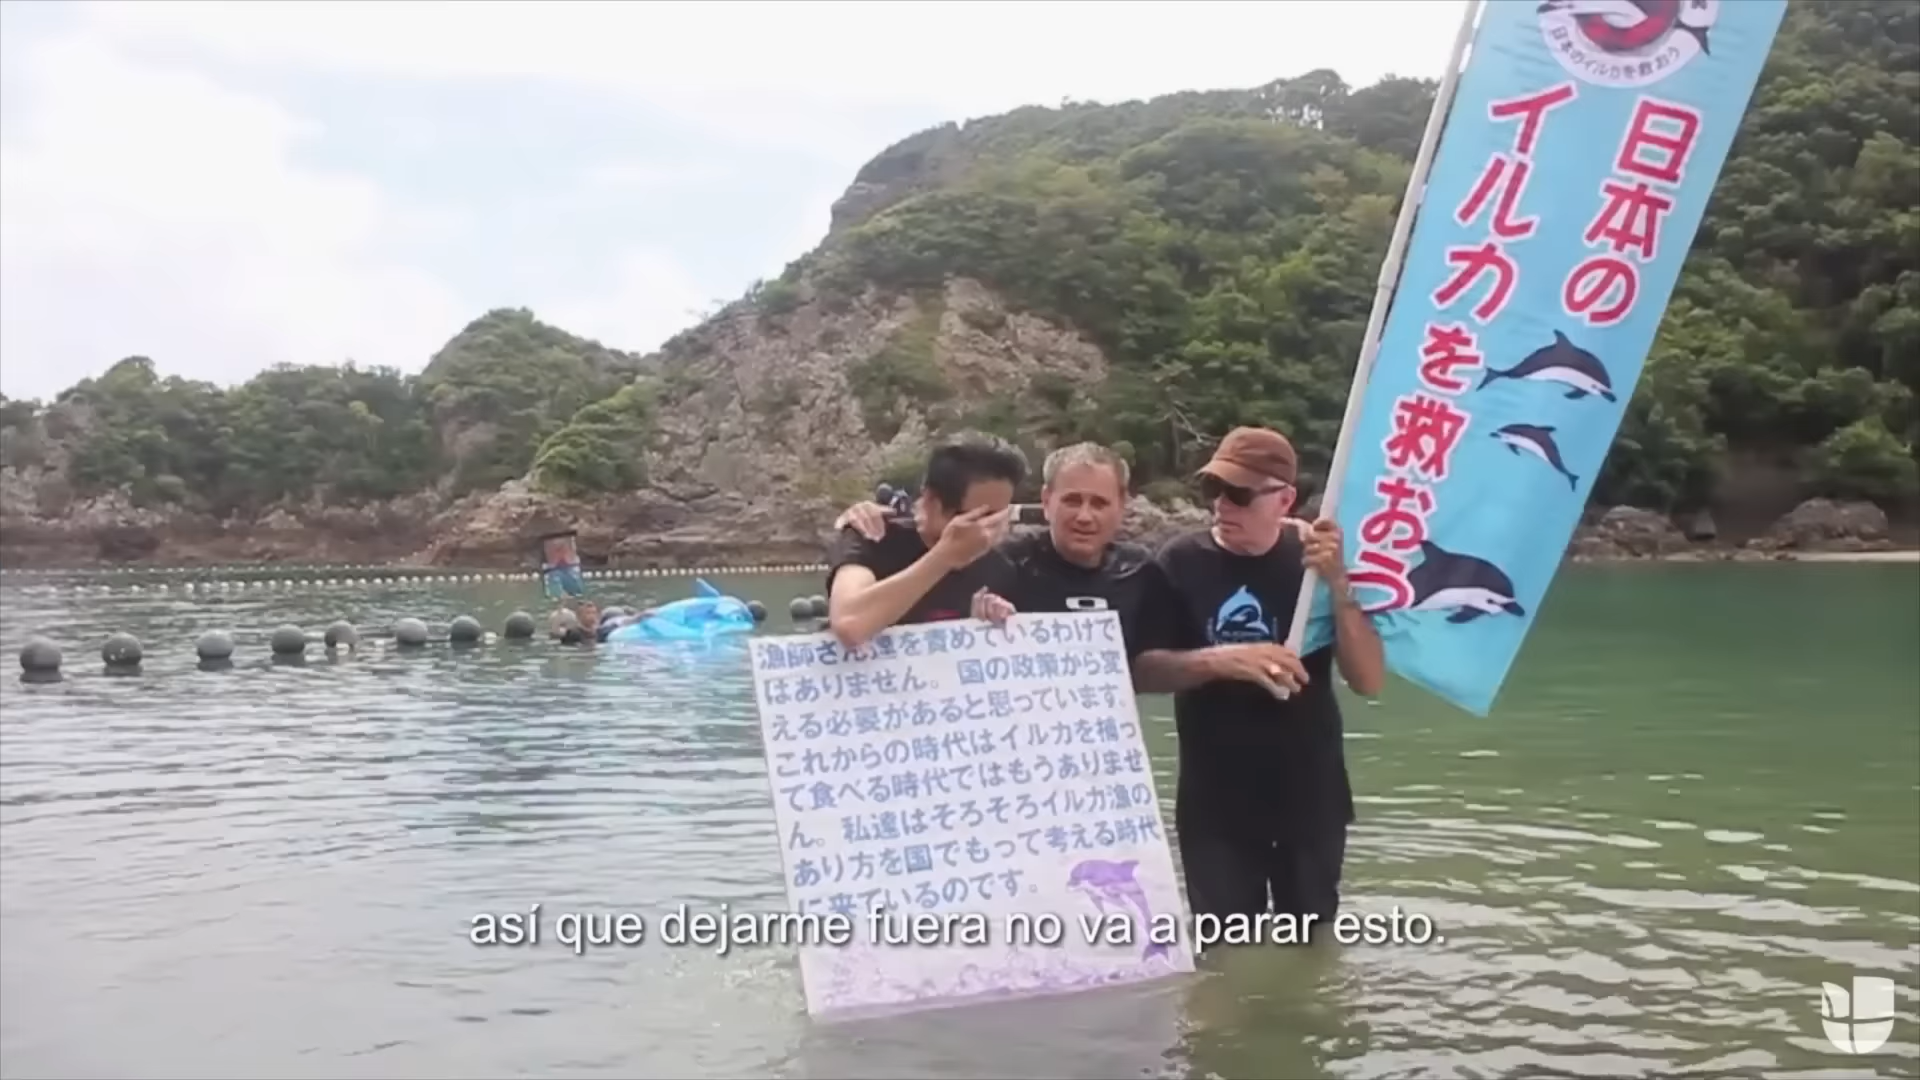 日本のイルカを救おう
日本の
イルカを救おう
漁師さん達を責めているわけで
はありません。国の政策から変
える必要があると思っています。
これからの時代はイルカを捕っ
て食べる時代ではもうありませ
ん。私達はそろそろイルカ漁の
あり方を国でもって考える時代
に来ているのです。
así que dejarme fuera no va a parar esto.